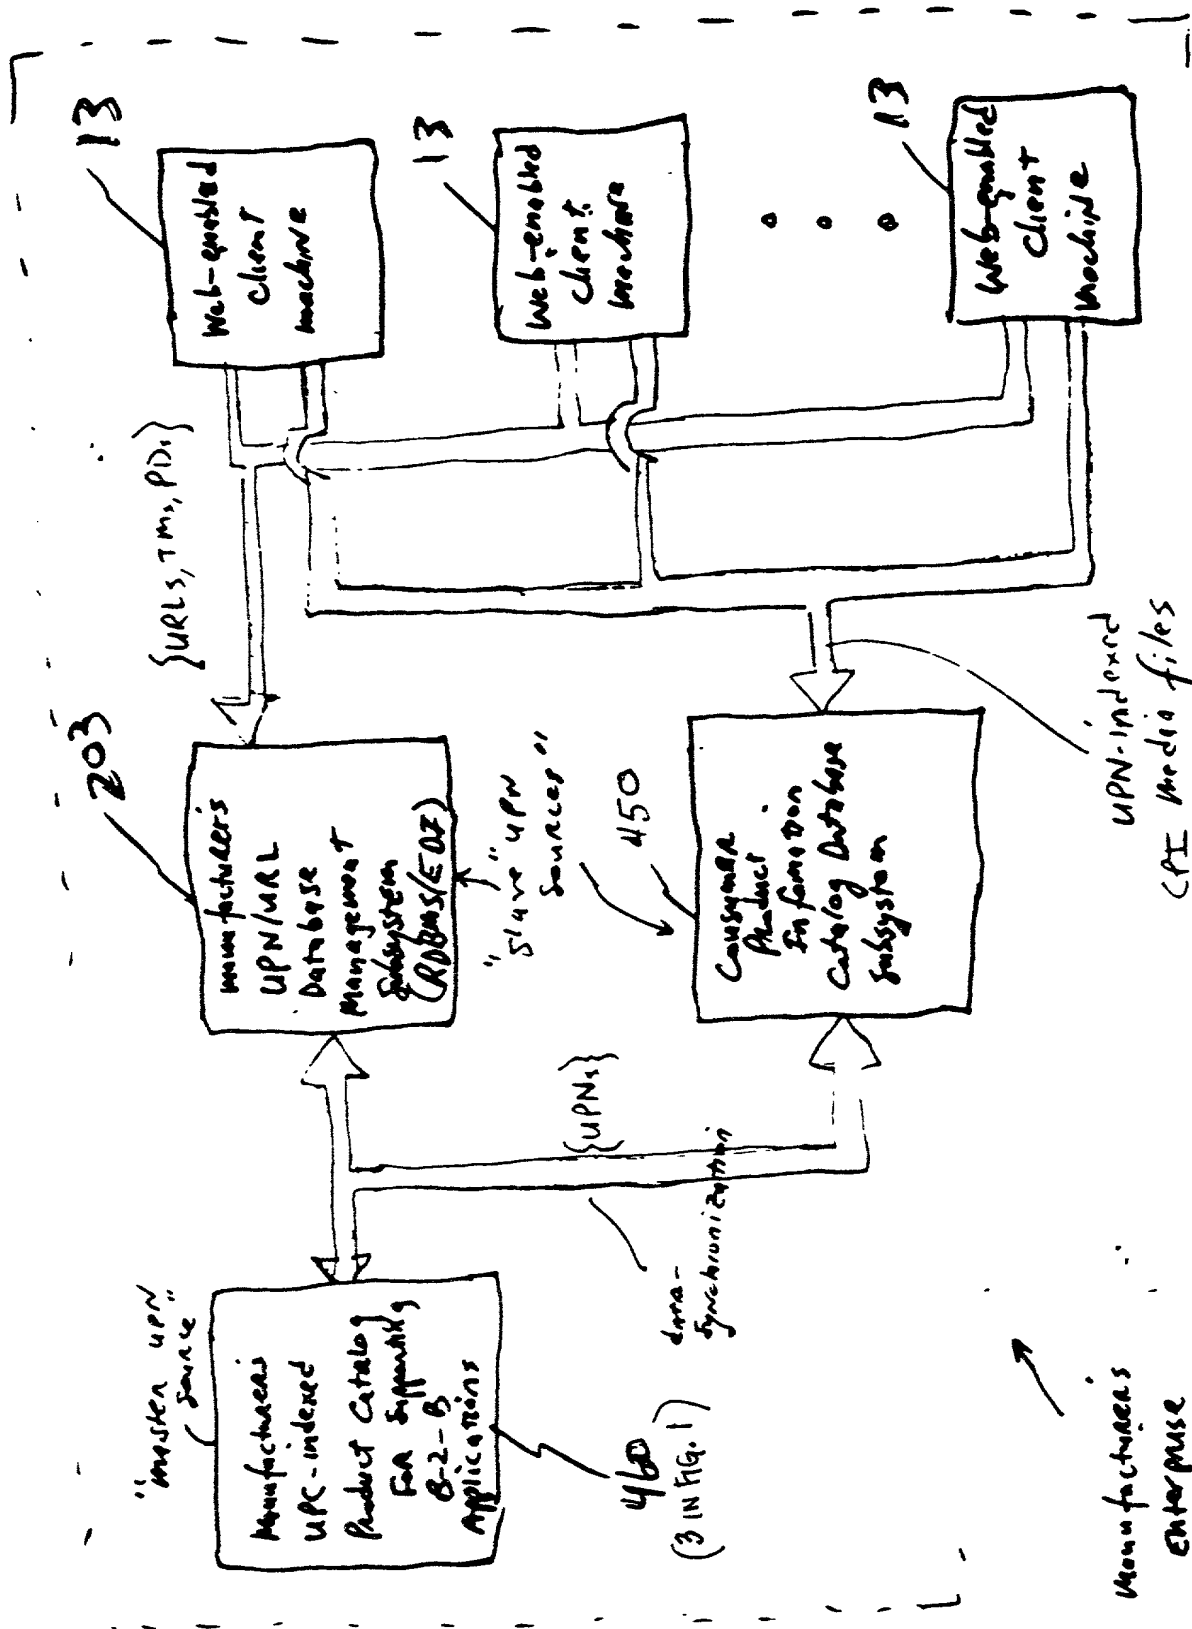 "master UPN
source"
Manufacturers
UPC-indexed
Product Catalog
For Supporting
B-2-B
Applications
460
(3 IN FIG. 1)
data-
synchronization
{UPNs}
203
Manufacturer's
UPN/URL
Database
Management
Subsystem
(RDBMS/EDI)
"slave" UPN
sources"
450
Consumer
Product
Information
Catalog Database
Subsystem
{URLs, TMs, PDs}
13
Web-enabled
client
machine
13
Web-enabled
client
machine
13
Web-enabled
client
machine
UPN-indexed
CPI media files
Manufacturers
Enterprise